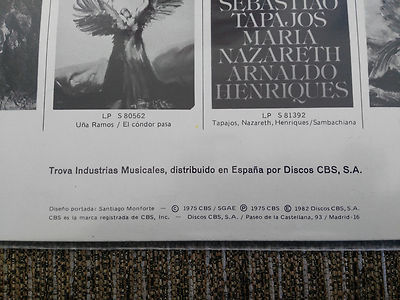 SEBASTIAO
TAPAJOS
MARIA
NAZARETH
ARNALDO
HENRIQUES
LP S 80562
Uña Ramos / El cóndor pasa
LP S 81392
Tapajos, Nazareth, Henriques/Sambachiana
Trova Industrias Musicales, distribuido en España por Discos CBS, S.A.
Diseño portada: Santiago Monforte – Ⓒ 1975 CBS / SGAE Ⓟ 1975 CBS Ⓔ 1982 Discos CBS, S.A.
CBS es la marca registrada de CBS, Inc. – Discos CBS, S.A. / Paseo de la Castellana, 93 / Madrid-16